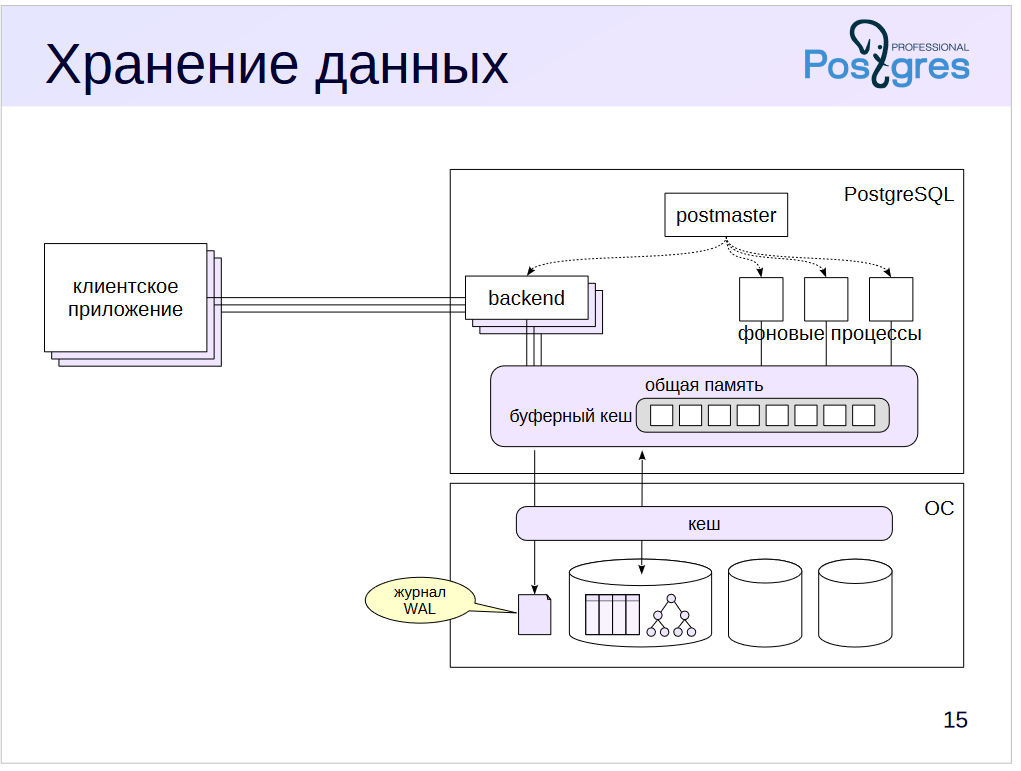 Хранение данных
PROFESSIONAL
Postgres
PostgreSQL
postmaster
клиентское
приложение
backend
фоновые процессы
общая память
буферный кеш
ОС
кеш
журнал
WAL
15